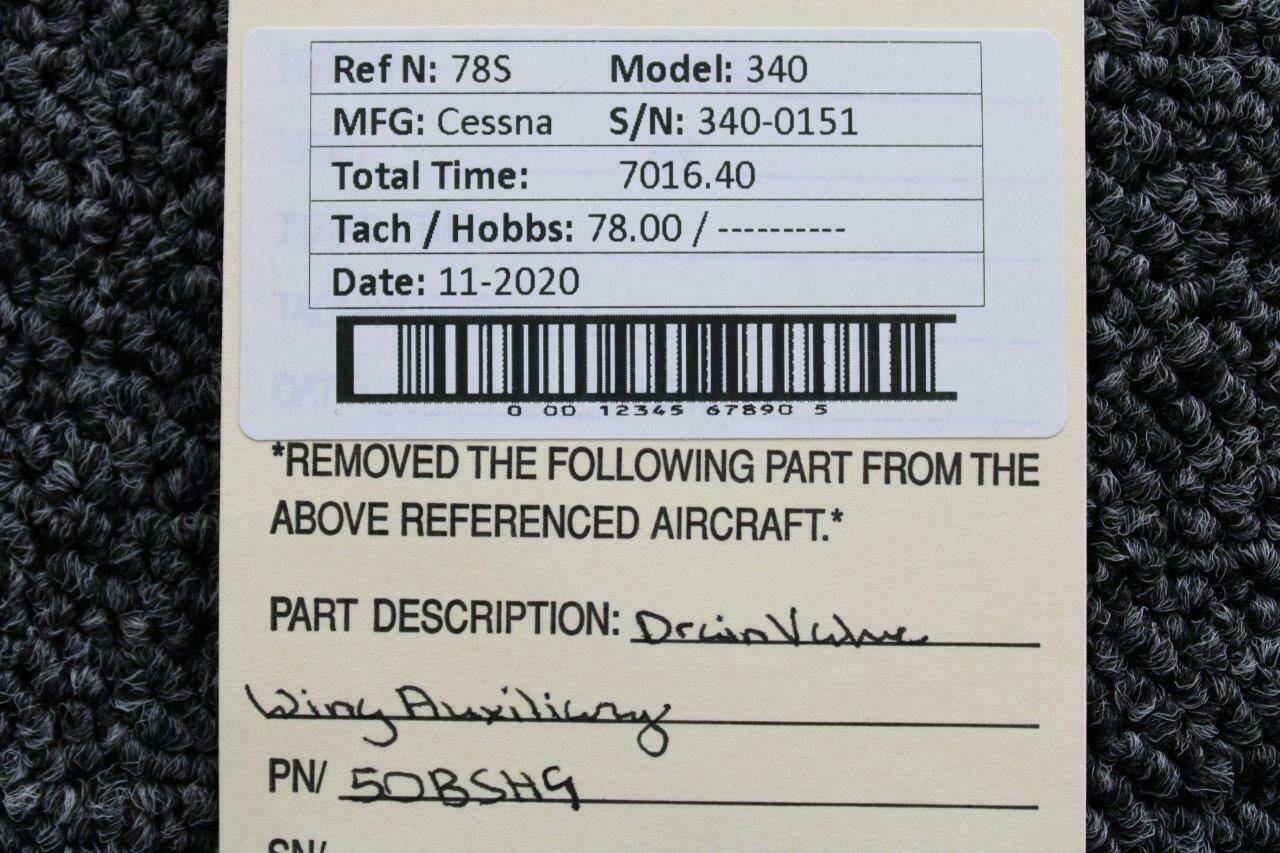 Ref N: 78S Model: 340
MFG: Cessna S/N: 340-0151
Total Time: 7016.40
Tach / Hobbs: 78.00 / ----------
Date: 11-2020
0 00 12345 67890 5
*REMOVED THE FOLLOWING PART FROM THE
ABOVE REFERENCED AIRCRAFT.*
PART DESCRIPTION: Drain Valve
Wing Auxiliary
PN/ 50BSHG
SN/